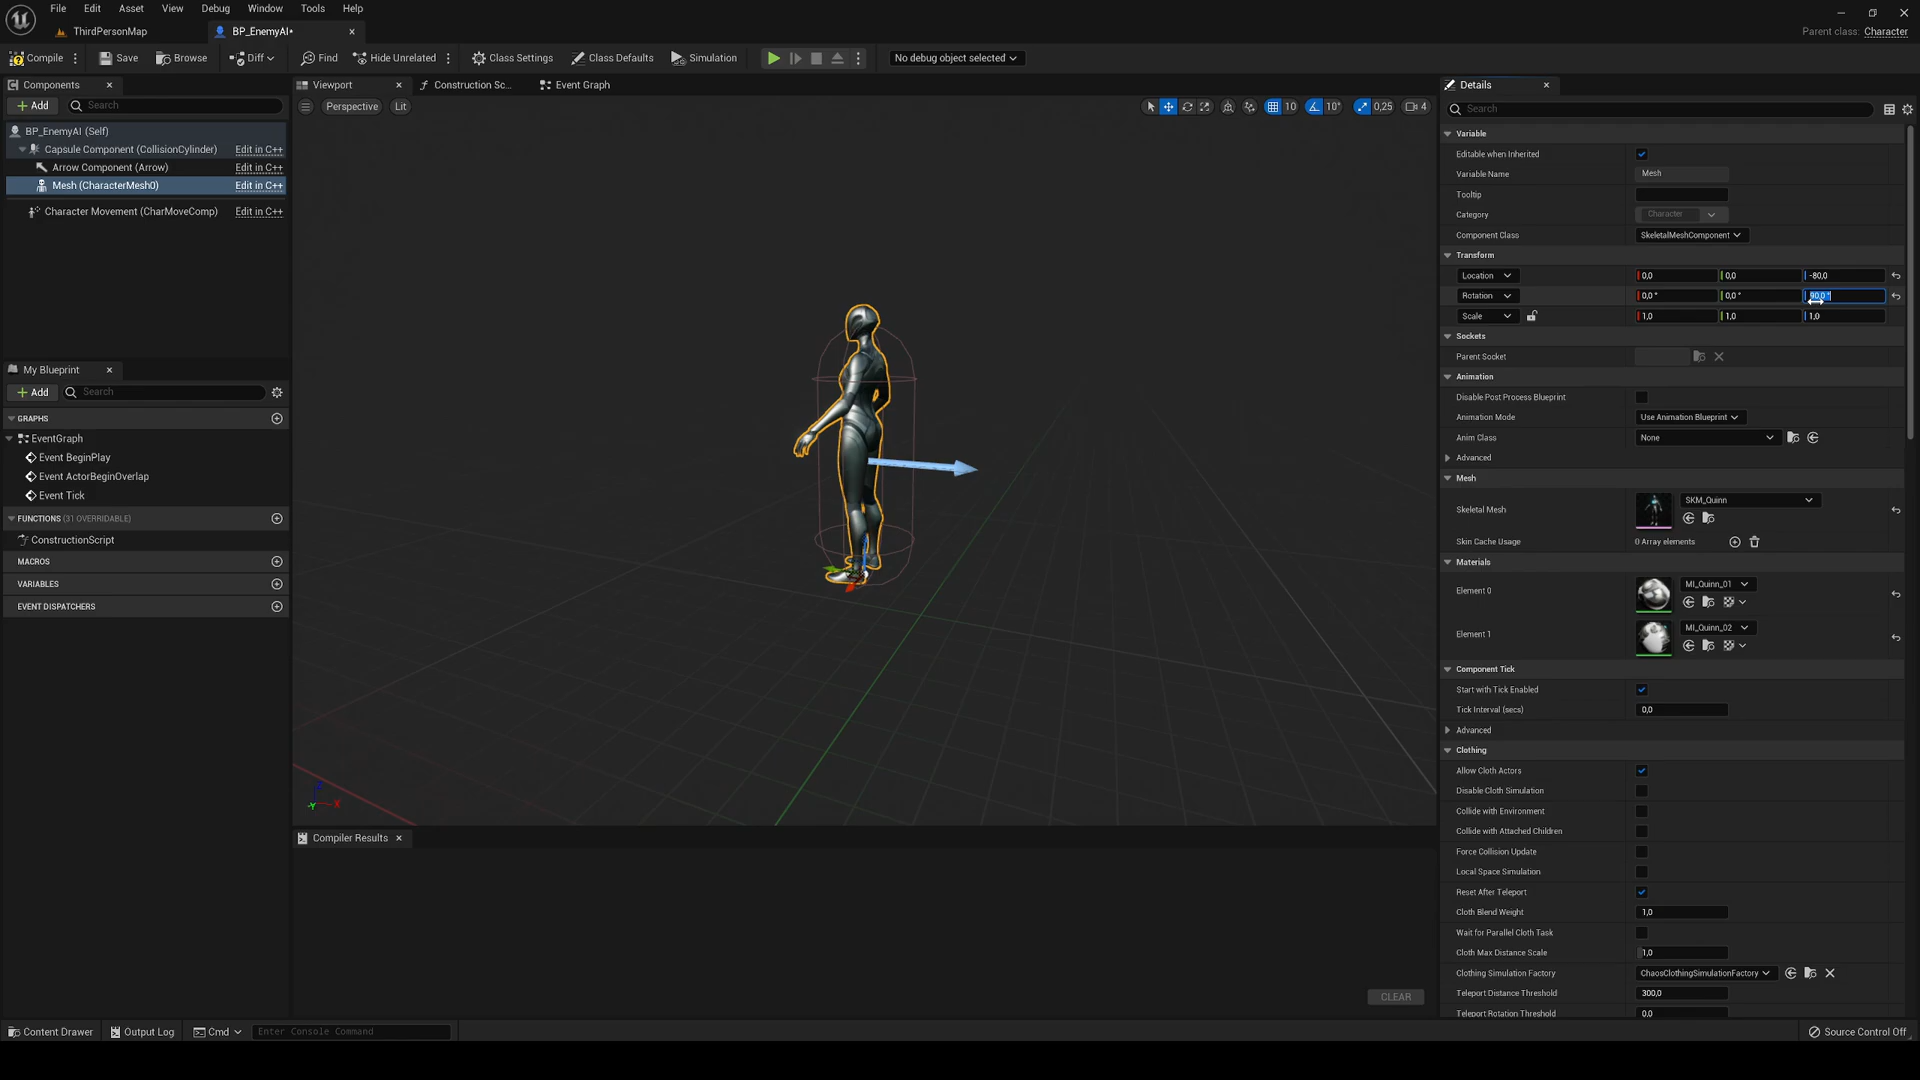 File Edit Asset View Debug Window Tools Help
ThirdPersonMap
BP_EnemyAI*
Parent class: Character
Compile
Save
Browse
Diff
Find
Hide Unrelated
Class Settings
Class Defaults
Simulation
No debug object selected
Components
Add
Search
BP_EnemyAI (Self)
Capsule Component (CollisionCylinder) Edit in C++
Arrow Component (Arrow) Edit in C++
Mesh (CharacterMesh0) Edit in C++
Character Movement (CharMoveComp) Edit in C++
My Blueprint
Add
Search
GRAPHS
EventGraph
Event BeginPlay
Event ActorBeginOverlap
Event Tick
FUNCTIONS (31 OVERRIDABLE)
ConstructionScript
MACROS
VARIABLES
EVENT DISPATCHERS
Viewport
Construction Sc...
Event Graph
Perspective
Lit
10
10°
0,25
4
-Y X
Compiler Results
CLEAR
Details
Search
Variable
Editable when Inherited
Variable Name Mesh
Tooltip
Category Character
Component Class SkeletalMeshComponent
Transform
Location 0,0 0,0 -80,0
Rotation 0,0 ° 0,0 ° 90,0 °
Scale 1,0 1,0 1,0
Sockets
Parent Socket
Animation
Disable Post Process Blueprint
Animation Mode Use Animation Blueprint
Anim Class None
Advanced
Mesh
Skeletal Mesh SKM_Quinn
Skin Cache Usage 0 Array elements
Materials
Element 0 MI_Quinn_01
Element 1 MI_Quinn_02
Component Tick
Start with Tick Enabled
Tick Interval (secs) 0,0
Advanced
Clothing
Allow Cloth Actors
Disable Cloth Simulation
Collide with Environment
Collide with Attached Children
Force Collision Update
Local Space Simulation
Reset After Teleport
Cloth Blend Weight 1,0
Wait for Parallel Cloth Task
Cloth Max Distance Scale 1,0
Clothing Simulation Factory ChaosClothingSimulationFactory
Teleport Distance Threshold 300,0
Teleport Rotation Threshold 0,0
Content Drawer
Output Log
Cmd
Enter Console Command
Source Control Off